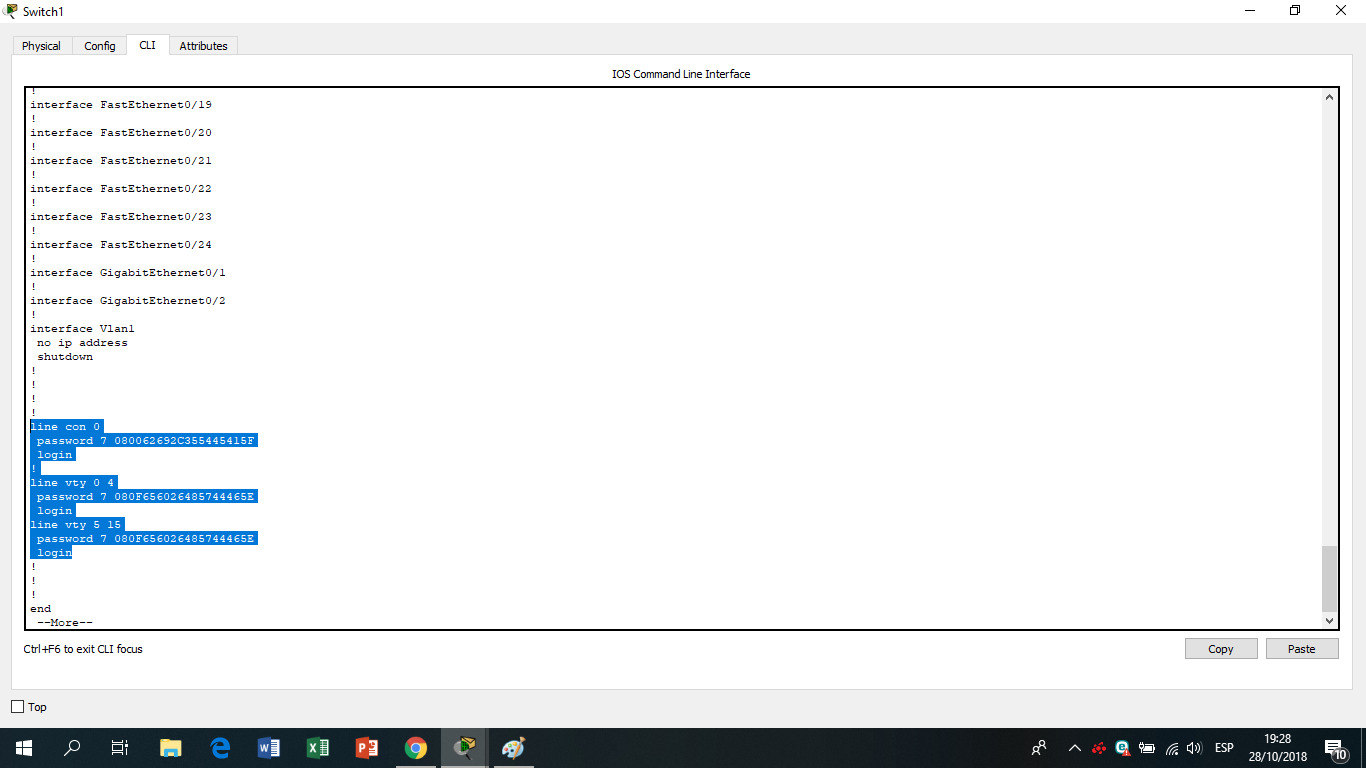 Switch1
Physical Config CLI Attributes
IOS Command Line Interface
!
interface FastEthernet0/19
!
interface FastEthernet0/20
!
interface FastEthernet0/21
!
interface FastEthernet0/22
!
interface FastEthernet0/23
!
interface FastEthernet0/24
!
interface GigabitEthernet0/1
!
interface GigabitEthernet0/2
!
interface Vlan1
no ip address
shutdown
!
!
!
!
line con 0
password 7 080062692C355445415F
login
!
line vty 0 4
password 7 080F656026485744465E
login
line vty 5 15
password 7 080F656026485744465E
login
!
!
!
end
--More--
Ctrl+F6 to exit CLI focus
Copy Paste
Top
ESP
19:28
28/10/2018
10